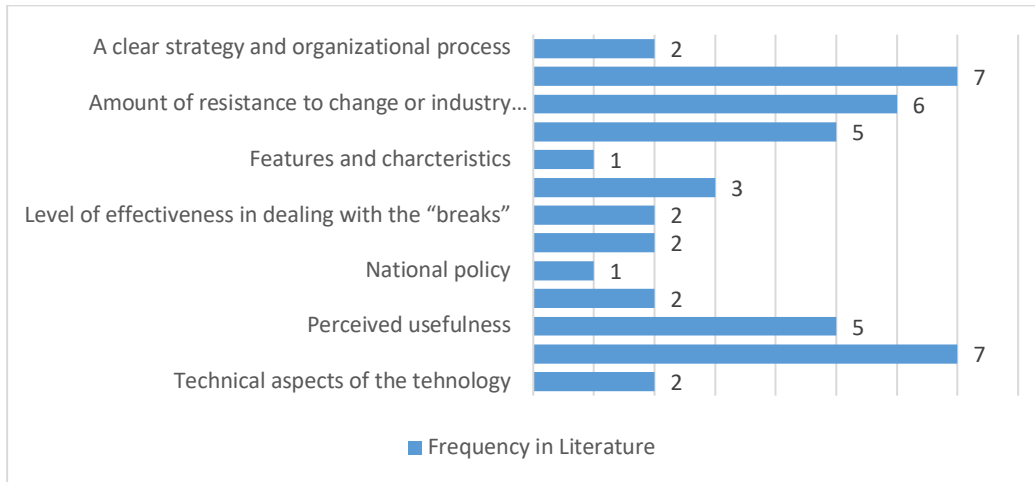 A clear strategy and organizational process
2
7
Amount of resistance to change or industry…
6
5
Features and charcteristics
1
3
Level of effectiveness in dealing with the “breaks”
2
2
National policy
1
2
Perceived usefulness
5
7
Technical aspects of the tehnology
2
Frequency in Literature